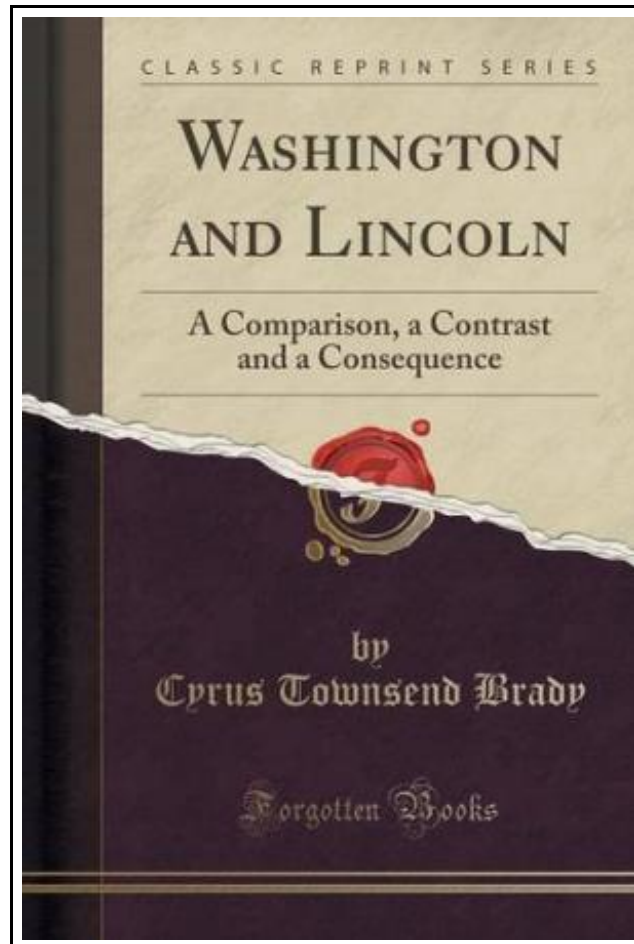 CLASSIC REPRINT SERIES
WASHINGTON
AND LINCOLN
A Comparison, a Contrast
and a Consequence
F
by
Cyrus Townsend Brady
Forgotten Books